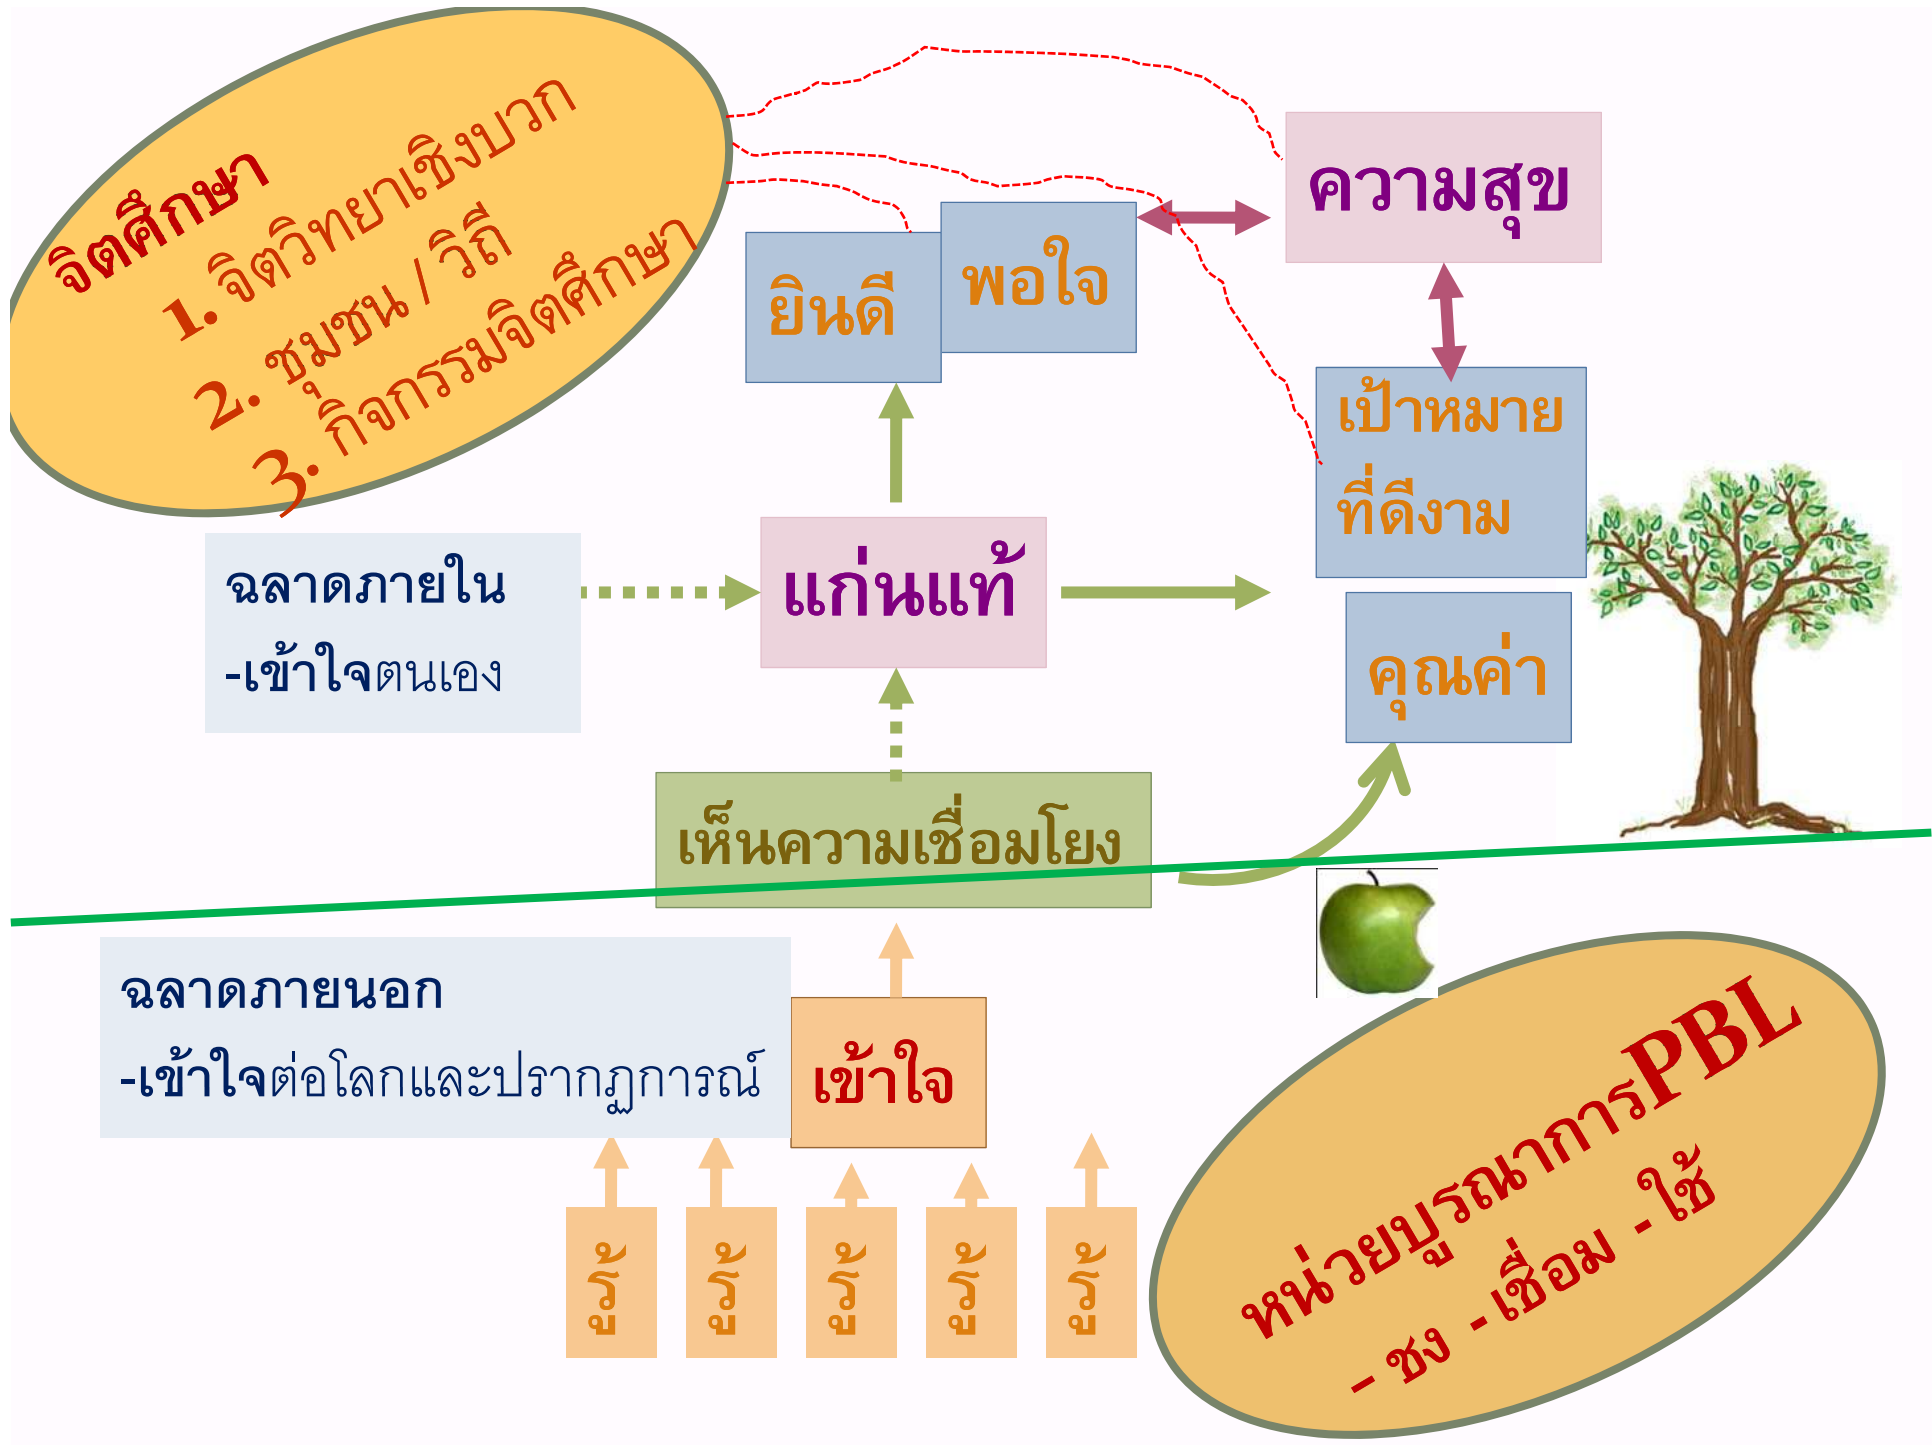 จิตศึกษา
1. จิตวิทยาเชิงบวก
2. ชุมชน / วิถี
3. กิจกรรมจิตศึกษา
ความสุข
ยินดี
พอใจ
เป้าหมาย
ที่ดีงาม
ฉลาดภายใน
-เข้าใจตนเอง
แก่นแท้
คุณค่า
เห็นความเชื่อมโยง
ฉลาดภายนอก
-เข้าใจต่อโลกและปรากฏการณ์
เข้าใจ
รู้
รู้
รู้
รู้
รู้
หน่วยบูรณาการPBL
- ชง - เชื่อม - ใช้